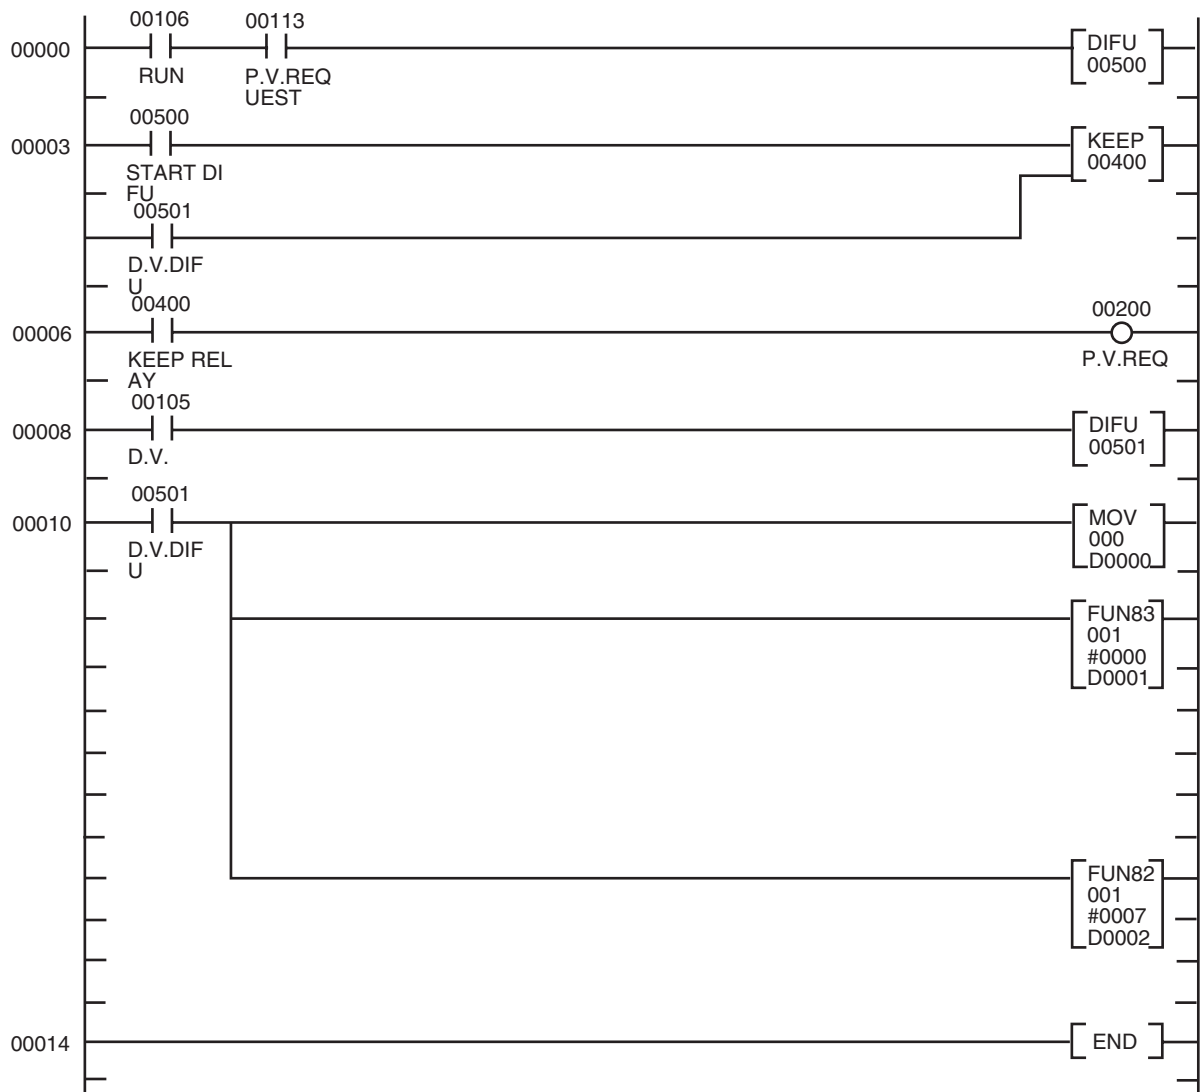 00106
00113
00000
DIFU
00500
RUN
P.V.REQ
UEST
00500
00003
KEEP
00400
START DI
FU
00501
D.V.DIF
U
00400
00200
00006
KEEP REL
AY
P.V.REQ
00105
00008
DIFU
00501
D.V.
00501
00010
MOV
000
D0000
D.V.DIF
U
FUN83
001
#0000
D0001
FUN82
001
#0007
D0002
00014
END